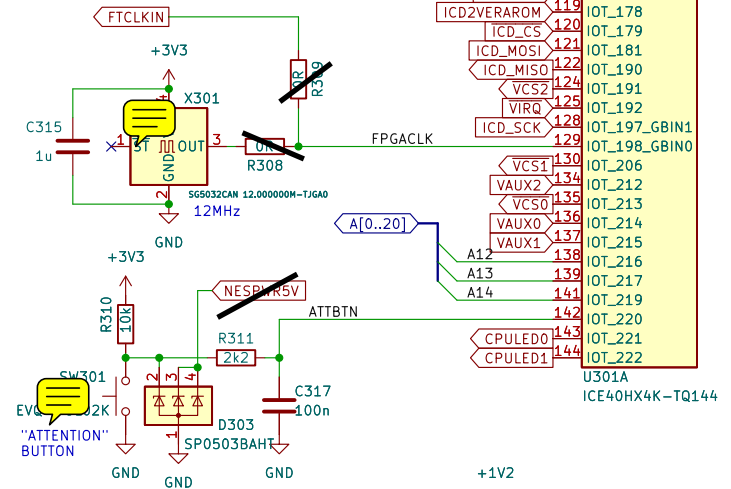 FTCLKIN
+3V3
0R
C315
1u
X301
4
1
ST
GND
OUT
3
2
0R
R308
FPGACLK
SG5032CAN 12.000000M-TJGA0
12MHz
GND
ICD2VERAROM
119
IOT_178
ICD_CS
120
IOT_179
ICD_MOSI
121
IOT_181
ICD_MISO
122
IOT_190
VCS2
124
IOT_191
VIRQ
125
IOT_192
ICD_SCK
128
IOT_197_GBIN1
129
IOT_198_GBIN0
VCS1
130
IOT_206
VAUX2
134
IOT_212
VCS0
135
IOT_213
VAUX0
136
IOT_214
VAUX1
137
IOT_215
A[0..20]
A12
138
IOT_216
A13
139
IOT_217
A14
141
IOT_219
142
IOT_220
CPULED0
143
IOT_221
CPULED1
144
IOT_222
U301A
ICE40HX4K-TQ144
+3V3
R310
10k
NESPWR5V
ATTBTN
R311
2k2
SW301
2
3
4
1
D303
SP0503BAHT
C317
100n
"ATTENTION"
BUTTON
GND
GND
GND
+1V2